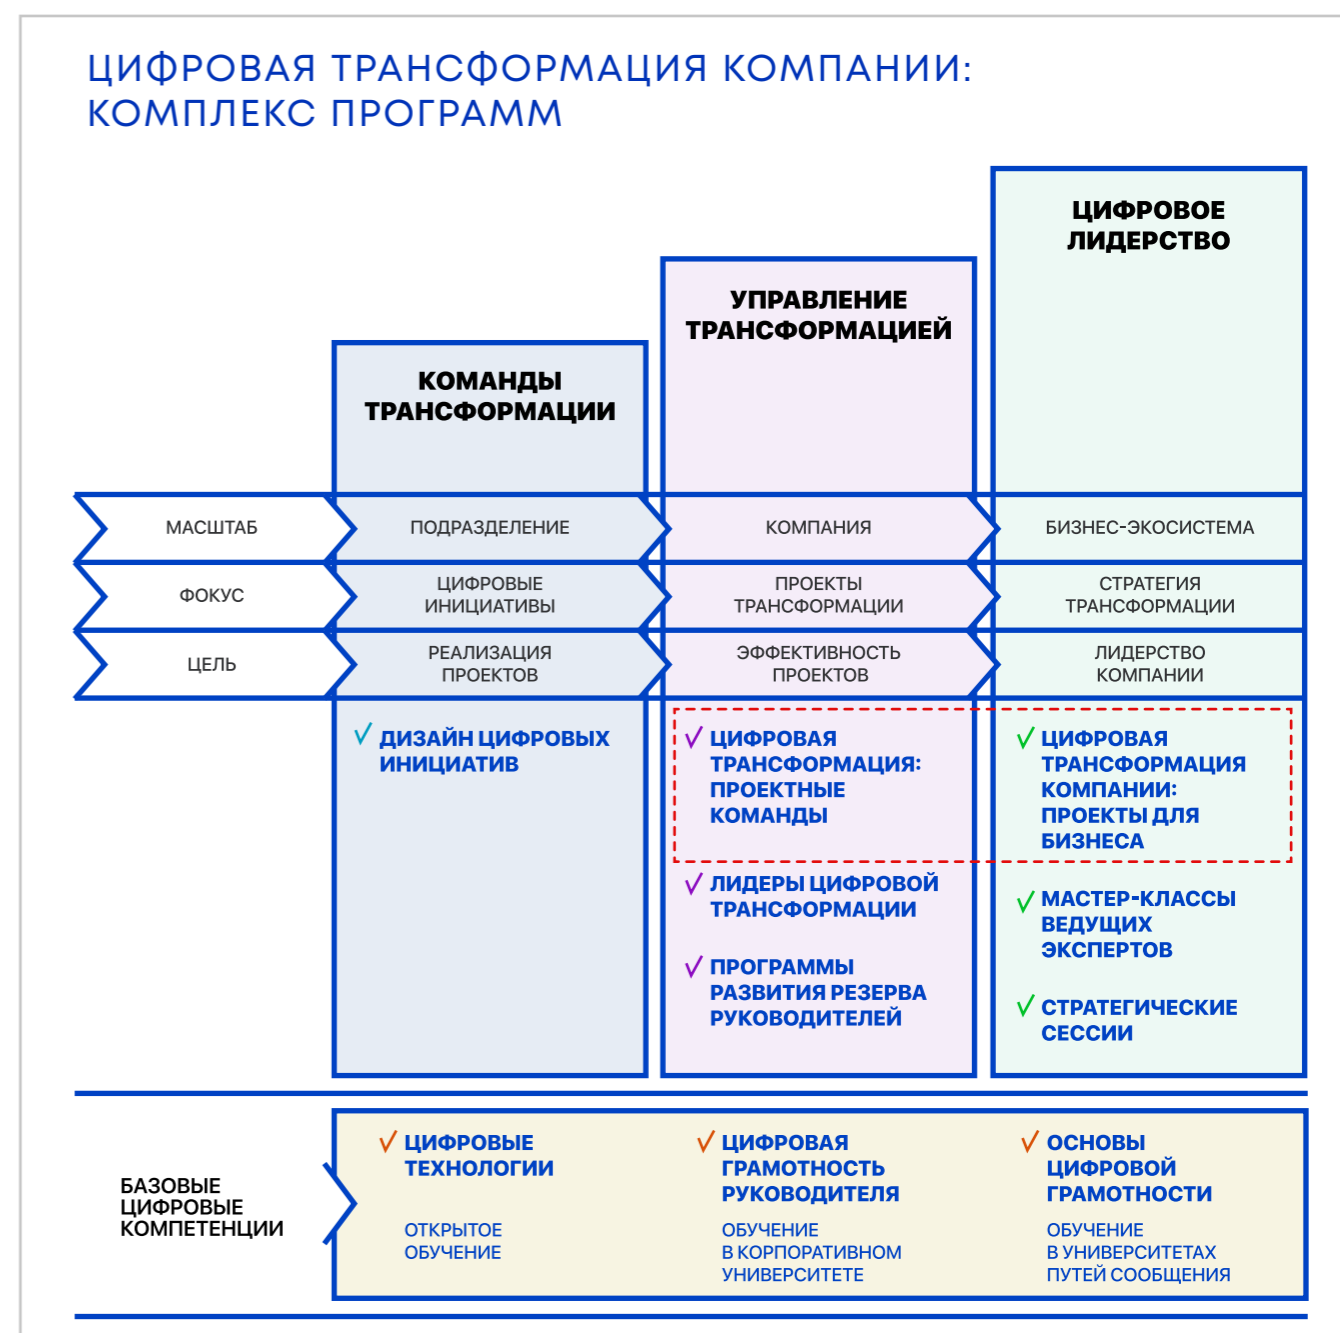 ЦИФРОВАЯ ТРАНСФОРМАЦИЯ КОМПАНИИ:
КОМПЛЕКС ПРОГРАММ
ЦИФРОВОЕ
ЛИДЕРСТВО
УПРАВЛЕНИЕ
ТРАНСФОРМАЦИЕЙ
КОМАНДЫ
ТРАНСФОРМАЦИИ
МАСШТАБ
ПОДРАЗДЕЛЕНИЕ
КОМПАНИЯ
БИЗНЕС-ЭКОСИСТЕМА
ФОКУС
ЦИФРОВЫЕ
ИНИЦИАТИВЫ
ПРОЕКТЫ
ТРАНСФОРМАЦИИ
СТРАТЕГИЯ
ТРАНСФОРМАЦИИ
ЦЕЛЬ
РЕАЛИЗАЦИЯ
ПРОЕКТОВ
ЭФФЕКТИВНОСТЬ
ПРОЕКТОВ
ЛИДЕРСТВО
КОМПАНИИ
ДИЗАЙН ЦИФРОВЫХ
ИНИЦИАТИВ
ЦИФРОВАЯ
ТРАНСФОРМАЦИЯ:
ПРОЕКТНЫЕ
КОМАНДЫ
ЛИДЕРЫ ЦИФРОВОЙ
ТРАНСФОРМАЦИИ
ПРОГРАММЫ
РАЗВИТИЯ РЕЗЕРВА
РУКОВОДИТЕЛЕЙ
ЦИФРОВАЯ
ТРАНСФОРМАЦИЯ
КОМПАНИИ:
ПРОЕКТЫ ДЛЯ
БИЗНЕСА
МАСТЕР-КЛАССЫ
ВЕДУЩИХ
ЭКСПЕРТОВ
СТРАТЕГИЧЕСКИЕ
СЕССИИ
БАЗОВЫЕ
ЦИФРОВЫЕ
КОМПЕТЕНЦИИ
ЦИФРОВЫЕ
ТЕХНОЛОГИИ
ОТКРЫТОЕ
ОБУЧЕНИЕ
ЦИФРОВАЯ
ГРАМОТНОСТЬ
РУКОВОДИТЕЛЯ
ОБУЧЕНИЕ
В КОРПОРАТИВНОМ
УНИВЕРСИТЕТЕ
ОСНОВЫ
ЦИФРОВОЙ
ГРАМОТНОСТИ
ОБУЧЕНИЕ
В УНИВЕРСИТЕТАХ
ПУТЕЙ СООБЩЕНИЯ